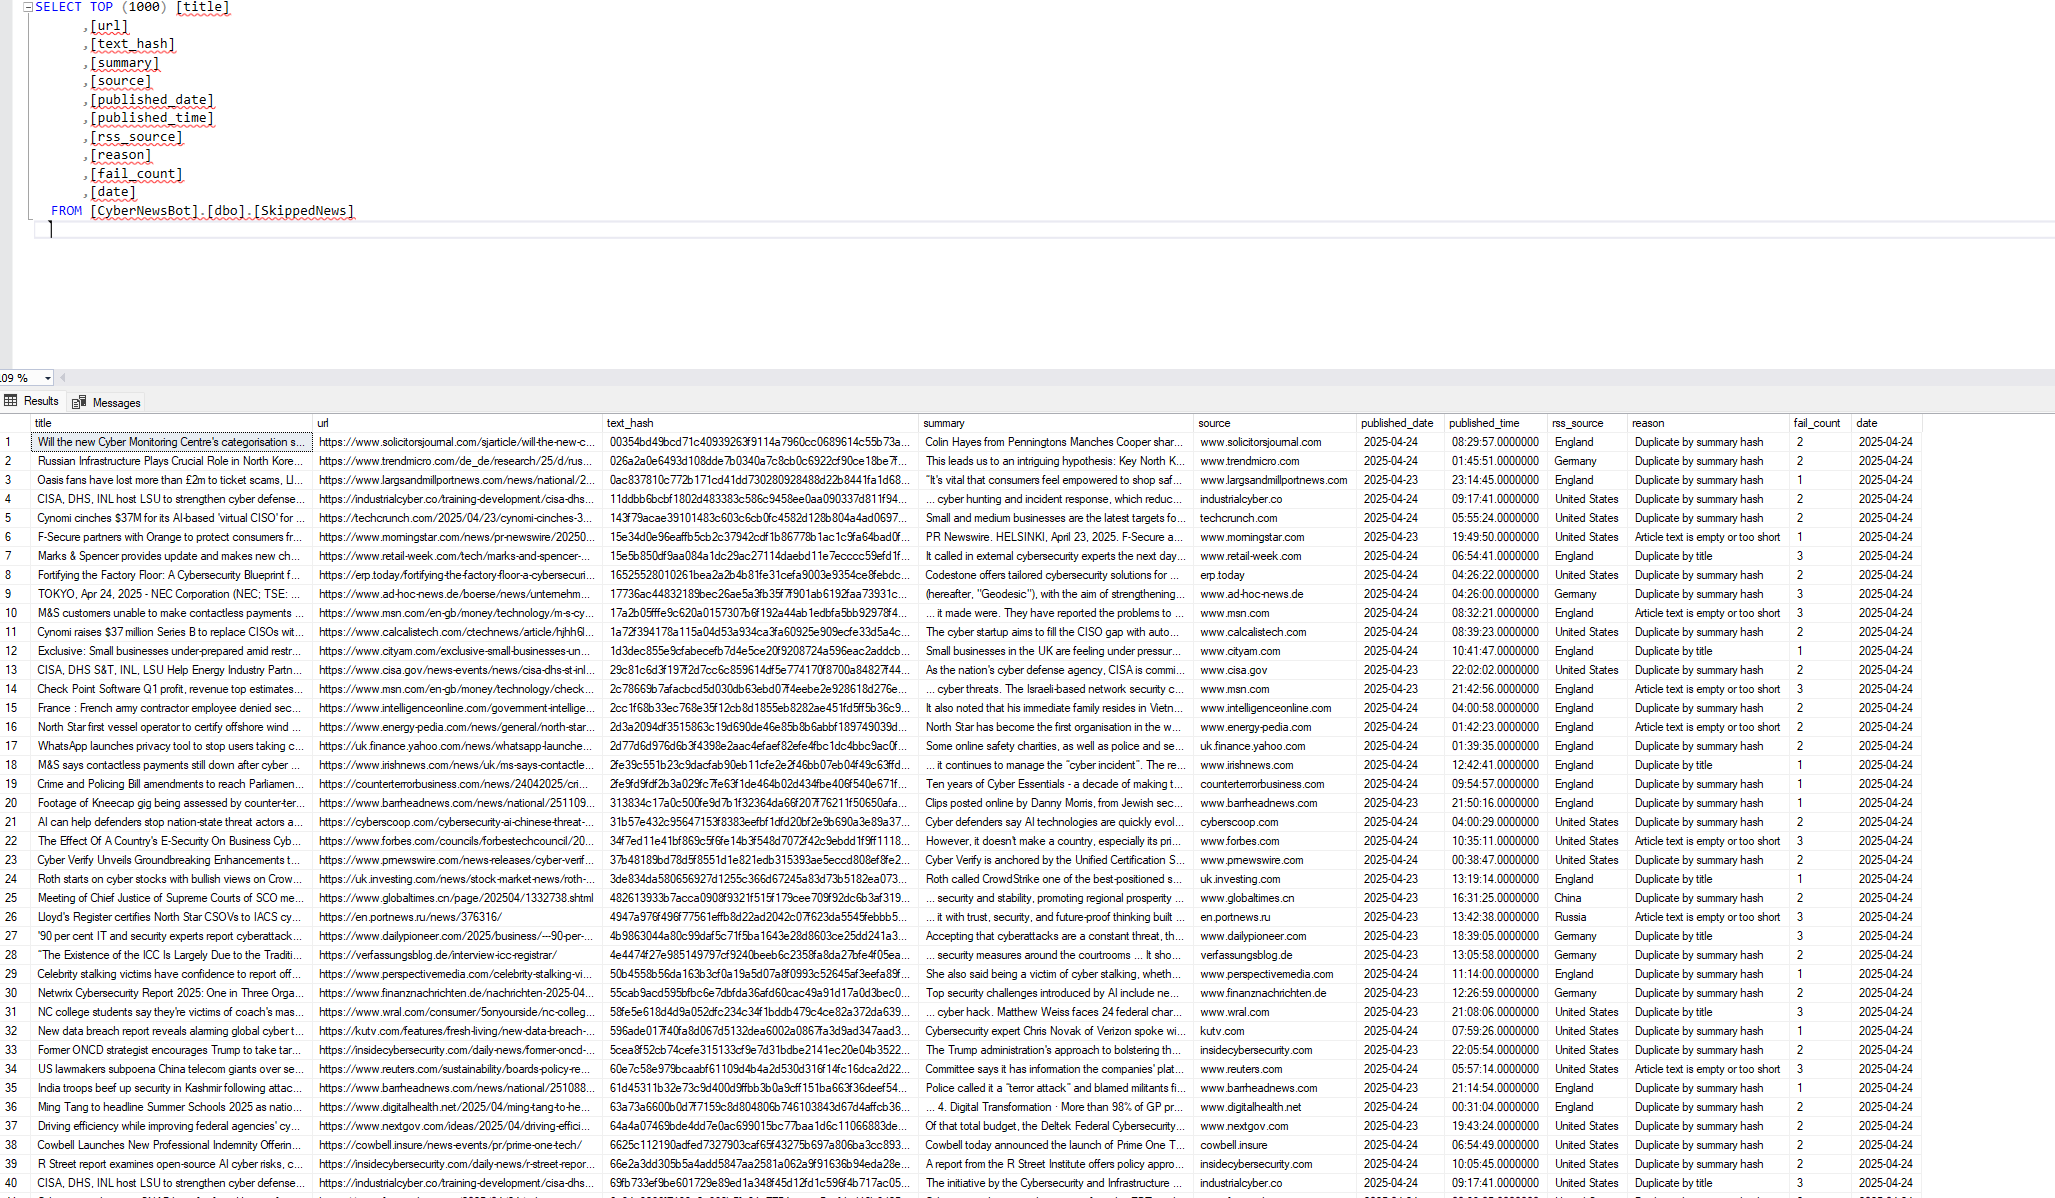 SELECT TOP (1000) [title]
,[url]
,[text_hash]
,[summary]
,[source]
,[published_date]
,[published_time]
,[rss_source]
,[reason]
,[fail_count]
,[date]
FROM [CyberNewsBot].[dbo].[SkippedNews]
.09 %
Results Messages
title url text_hash summary source published_date published_time rss_source reason fail_count date
1 Will the new Cyber Monitoring Centre's categorisation s... https://www.solicitorsjournal.com/sjarticle/will-the-new-c... Colin Hayes from Penningtons Manches Cooper shar... www.solicitorsjournal.com 2025-04-24 08:29:57.0000000 England Duplicate by summary hash 2 2025-04-24
2 Russian Infrastructure Plays Crucial Role in North Kore... https://www.trendmicro.com/de_de/research/25/d/rus... This leads us to an intriguing hypothesis: Key North K... www.trendmicro.com 2025-04-24 01:45:51.0000000 Germany Duplicate by summary hash 2 2025-04-24
3 Oasis fans have lost more than £2m to ticket scams, Ll... https://www.largsandmillportnews.com/news/national/2... "It's vital that consumers feel empowered to shop saf... www.largsandmillportnews.com 2025-04-23 23:14:45.0000000 England Duplicate by summary hash 1 2025-04-24
4 CISA, DHS, INL host LSU to strengthen cyber defense... https://industrialcyber.co/training-development/cisa-dhs... ... cyber hunting and incident response, which reduc... industrialcyber.co 2025-04-24 09:17:41.0000000 United States Duplicate by summary hash 2 2025-04-24
5 Cynomi cinches $37M for its AI-based 'virtual CISO' for ... https://techcrunch.com/2025/04/23/cynomi-cinches-3... Small and medium businesses are the latest targets fo... techcrunch.com 2025-04-24 05:55:24.0000000 United States Duplicate by summary hash 2 2025-04-24
6 F-Secure partners with Orange to protect consumers fr... https://www.morningstar.com/news/pr-newswire/20250... PR Newswire. HELSINKI, April 23, 2025. F-Secure a... www.morningstar.com 2025-04-23 19:49:50.0000000 United States Article text is empty or too short 1 2025-04-24
7 Marks & Spencer provides update and makes new ch... https://www.retail-week.com/tech/marks-and-spencer-... It called in external cybersecurity experts the next day... www.retail-week.com 2025-04-24 06:54:41.0000000 England Duplicate by title 3 2025-04-24
8 Fortifying the Factory Floor: A Cybersecurity Blueprint f... https://erp.today/fortifying-the-factory-floor-a-cybersecuri... Codestone offers tailored cybersecurity solutions for ... erp.today 2025-04-24 04:26:22.0000000 United States Duplicate by summary hash 2 2025-04-24
9 TOKYO, Apr 24, 2025 - NEC Corporation (NEC; TSE: ... https://www.ad-hoc-news.de/boerse/news/unternehm... (hereafter, "Geodesic"), with the aim of strengthening... www.ad-hoc-news.de 2025-04-24 04:26:00.0000000 Germany Duplicate by summary hash 3 2025-04-24
10 M&S customers unable to make contactless payments ... https://www.msn.com/en-gb/money/technology/m-s-cy... ... it made were. They have reported the problems to ... www.msn.com 2025-04-24 08:32:21.0000000 England Article text is empty or too short 3 2025-04-24
11 Cynomi raises $37 million Series B to replace CISOs wit... https://www.calcalistech.com/ctechnews/article/hjhh6l... The cyber startup aims to fill the CISO gap with auto... www.calcalistech.com 2025-04-24 08:39:23.0000000 United States Duplicate by summary hash 2 2025-04-24
12 Exclusive: Small businesses under-prepared amid restr... https://www.cityam.com/exclusive-small-businesses-un... Small businesses in the UK are feeling under pressur... www.cityam.com 2025-04-23 10:41:47.0000000 England Duplicate by title 1 2025-04-24
13 CISA, DHS S&T, INL, LSU Help Energy Industry Partn... https://www.cisa.gov/news-events/news/cisa-dhs-st-inl... As the nation's cyber defense agency, CISA is commi... www.cisa.gov 2025-04-23 22:02:02.0000000 United States Duplicate by summary hash 2 2025-04-24
14 Check Point Software Q1 profit, revenue top estimates... https://www.msn.com/en-gb/money/technology/check... ... cyber threats. The Israeli-based network security c... www.msn.com 2025-04-23 21:42:56.0000000 England Article text is empty or too short 3 2025-04-24
15 France : French army contractor employee denied sec... https://www.intelligenceonline.com/government-intellige... It also noted that his immediate family resides in Vietn... www.intelligenceonline.com 2025-04-24 04:00:58.0000000 England Duplicate by summary hash 2 2025-04-24
16 North Star first vessel operator to certify offshore wind ... https://www.energy-pedia.com/news/general/north-star... North Star has become the first organisation in the w... www.energy-pedia.com 2025-04-24 01:42:23.0000000 England Article text is empty or too short 2 2025-04-24
17 WhatsApp launches privacy tool to stop users taking c... https://uk.finance.yahoo.com/news/whatsapp-launche... Some online safety charities, as well as police and se... uk.finance.yahoo.com 2025-04-24 01:39:35.0000000 England Duplicate by summary hash 2 2025-04-24
18 M&S says contactless payments still down after cyber ... https://www.irishnews.com/news/uk/ms-says-contactle... ... it continues to manage the "cyber incident". The re... www.irishnews.com 2025-04-24 12:42:41.0000000 England Duplicate by title 1 2025-04-24
19 Crime and Policing Bill amendments to reach Parliamen... https://counterterrorbusiness.com/news/24042025/cri... Ten years of Cyber Essentials - a decade of making t... counterterrorbusiness.com 2025-04-24 09:54:57.0000000 England Duplicate by summary hash 1 2025-04-24
20 Footage of Kneecap gig being assessed by counter-ter... https://www.barrheadnews.com/news/national/251109... Clips posted online by Danny Morris, from Jewish sec... www.barrheadnews.com 2025-04-23 21:50:16.0000000 England Duplicate by summary hash 1 2025-04-24
21 AI can help defenders stop nation-state threat actors a... https://cyberscoop.com/cybersecurity-ai-chinese-threat-... Cyber defenders say AI technologies are quickly evol... cyberscoop.com 2025-04-24 04:00:29.0000000 United States Duplicate by summary hash 2 2025-04-24
22 The Effect Of A Country's E-Security On Business Cyb... https://www.forbes.com/councils/forbestechcouncil/20... However, it doesn't make a country, especially its pri... www.forbes.com 2025-04-23 10:35:11.0000000 United States Article text is empty or too short 3 2025-04-24
23 Cyber Verify Unveils Groundbreaking Enhancements t... https://www.prnewswire.com/news-releases/cyber-verif... Cyber Verify is anchored by the Unified Certification S... www.prnewswire.com 2025-04-24 00:38:47.0000000 United States Duplicate by summary hash 2 2025-04-24
24 Roth starts on cyber stocks with bullish views on Crow... https://uk.investing.com/news/stock-market-news/roth-... Roth called CrowdStrike one of the best-positioned s... uk.investing.com 2025-04-24 13:19:14.0000000 England Duplicate by title 1 2025-04-24
25 Meeting of Chief Justice of Supreme Courts of SCO me... https://www.globaltimes.cn/page/202504/1332738.shtml ... security and stability, promoting regional prosperity ... www.globaltimes.cn 2025-04-23 16:31:25.0000000 China Duplicate by summary hash 2 2025-04-24
26 Lloyd's Register certifies North Star CSOVs to IACS cy... https://en.portnews.ru/news/376316/ ... it with trust, security, and future-proof thinking built ... en.portnews.ru 2025-04-23 13:42:38.0000000 Russia Article text is empty or too short 3 2025-04-24
27 '90 per cent IT and security experts report cyberattack... https://www.dailypioneer.com/2025/business/---90-per-... Accepting that cyberattacks are a constant threat, th... www.dailypioneer.com 2025-04-23 18:39:05.0000000 Germany Duplicate by title 3 2025-04-24
28 "The Existence of the ICC Is Largely Due to the Traditi... https://verfassungsblog.de/interview-icc-registrar/ ... security measures around the courtrooms ... It sho... verfassungsblog.de 2025-04-23 13:05:58.0000000 Germany Duplicate by summary hash 2 2025-04-24
29 Celebrity stalking victims have confidence to report off... https://www.perspectivemedia.com/celebrity-stalking-vi... She also said being a victim of cyber stalking, wheth... www.perspectivemedia.com 2025-04-23 11:14:00.0000000 England Duplicate by summary hash 1 2025-04-24
30 Netwrix Cybersecurity Report 2025: One in Three Orga... https://www.finanznachrichten.de/nachrichten-2025-04... Top security challenges introduced by AI include ne... www.finanznachrichten.de 2025-04-23 12:26:59.0000000 Germany Duplicate by summary hash 2 2025-04-24
31 NC college students say they're victims of coach's mas... https://www.wral.com/consumer/5onyourside/nc-colleg... ... cyber hack. Matthew Weiss faces 24 federal char... www.wral.com 2025-04-23 21:08:06.0000000 United States Duplicate by title 3 2025-04-24
32 New data breach report reveals alarming global cyber t... https://kutv.com/features/fresh-living/new-data-breach-... Cybersecurity expert Chris Novak of Verizon spoke wi... kutv.com 2025-04-24 07:59:26.0000000 United States Duplicate by summary hash 1 2025-04-24
33 Former ONCD strategist encourages Trump to take tar... https://insidecybersecurity.com/daily-news/former-oncd-... The Trump administration's approach to bolstering th... insidecybersecurity.com 2025-04-23 22:05:54.0000000 United States Duplicate by summary hash 2 2025-04-24
34 US lawmakers subpoena China telecom giants over se... https://www.reuters.com/sustainability/boards-policy-re... Committee says it has information the companies' plat... www.reuters.com 2025-04-24 05:57:14.0000000 United States Article text is empty or too short 3 2025-04-24
35 India troops beef up security in Kashmir following attac... https://www.barrheadnews.com/news/national/251088... Police called it a "terror attack" and blamed militants fi... www.barrheadnews.com 2025-04-23 21:14:54.0000000 England Duplicate by summary hash 1 2025-04-24
36 Ming Tang to headline Summer Schools 2025 as natio... https://www.digitalhealth.net/2025/04/ming-tang-to-he... ... 4. Digital Transformation · More than 98% of GP pr... www.digitalhealth.net 2025-04-24 00:31:04.0000000 England Duplicate by summary hash 2 2025-04-24
37 Driving efficiency while improving federal agencies' cy... https://www.nextgov.com/ideas/2025/04/driving-effici... Of that total budget, the Deltek Federal Cybersecurity... www.nextgov.com 2025-04-23 19:43:24.0000000 United States Duplicate by summary hash 2 2025-04-24
38 Cowbell Launches New Professional Indemnity Offerin... https://cowbell.insure/news-events/pr/prime-one-tech/ Cowbell today announced the launch of Prime One T... cowbell.insure 2025-04-24 06:54:49.0000000 United States Duplicate by summary hash 2 2025-04-24
39 R Street report examines open-source AI cyber risks, c... https://insidecybersecurity.com/daily-news/r-street-repor... A report from the R Street Institute offers policy appro... insidecybersecurity.com 2025-04-24 10:05:45.0000000 United States Duplicate by summary hash 2 2025-04-24
40 CISA, DHS, INL host LSU to strengthen cyber defense... https://industrialcyber.co/training-development/cisa-dhs... The initiative by the Cybersecurity and Infrastructure ... industrialcyber.co 2025-04-24 09:17:41.0000000 United States Duplicate by title 3 2025-04-24